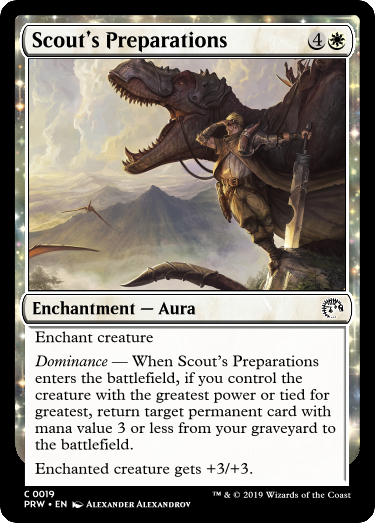 Scout's Preparations 4
Enchantment — Aura
Enchant creature
Dominance — When Scout's Preparations
enters the battlefield, if you control the
creature with the greatest power or tied for
greatest, return target permanent card with
mana value 3 or less from your graveyard to
the battlefield.
Enchanted creature gets +3/+3.
C 0019
PRW • EN Alexander Alexandrov
™ & © 2019 Wizards of the Coast